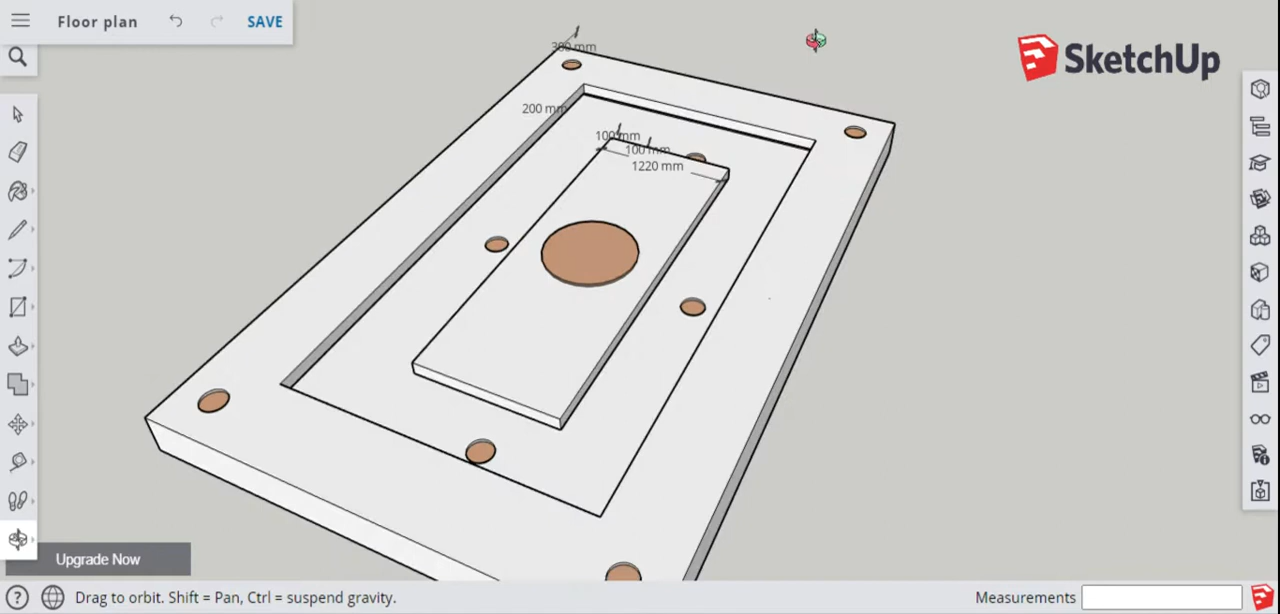 Floor plan
SAVE
SketchUp
300 mm
200 mm
100 mm
100 mm
1220 mm
Upgrade Now
Drag to orbit. Shift = Pan, Ctrl = suspend gravity.
Measurements